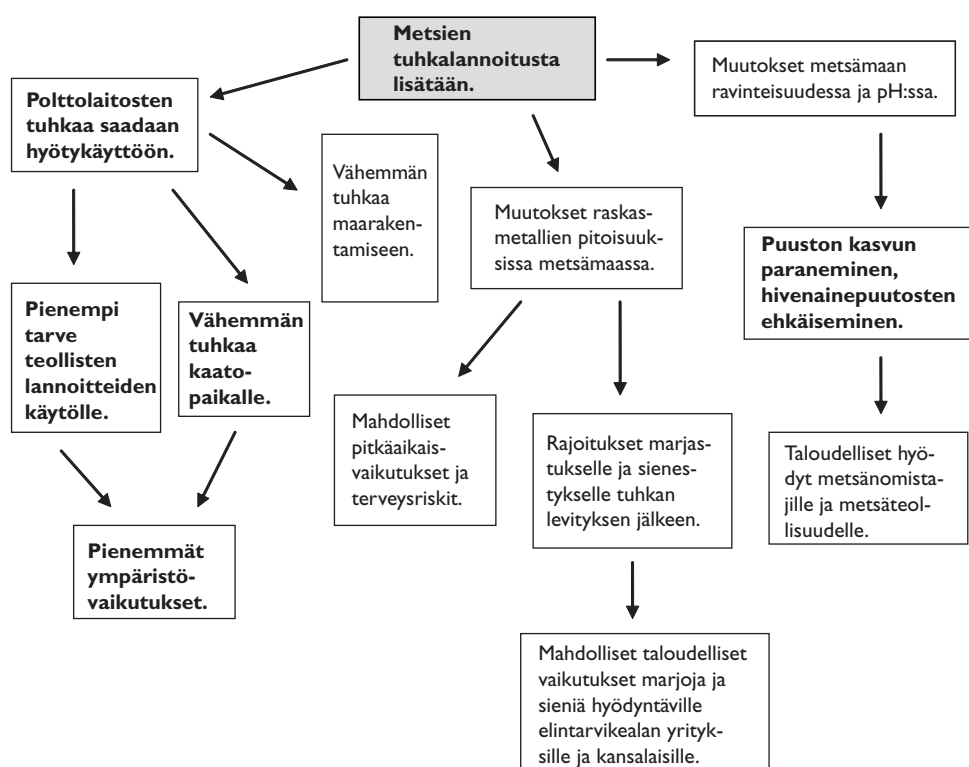 Metsien
tuhkalannoitusta
lisätään.
Muutokset metsämaan
ravinteisuudessa ja pH:ssa.
Polttolaitosten
tuhkaa saadaan
hyötykäyttöön.
Vähemmän
tuhkaa
maaraken-
tamiseen.
Muutokset raskas-
metallien pitoisuuk-
sissa metsämaassa.
Puuston kasvun
paraneminen,
hivenainepuutosten
ehkäiseminen.
Pienempi
tarve
teollisten
lannoitteiden
käytölle.
Vähemmän
tuhkaa
kaato-
paikalle.
Mahdolliset
pitkäaikais-
vaikutukset ja
terveysriskit.
Rajoitukset marjas-
tukselle ja sienes-
tykselle tuhkan
levityksen jälkeen.
Taloudelliset hyö-
dyt metsänomista-
jille ja metsäteol-
lisuudelle.
Pienemmät
ympäristö-
vaikutukset.
Mahdolliset taloudelliset
vaikutukset marjoja ja
sieniä hyödyntäville
elintarvikealan yrityk-
sille ja kansalaisille.